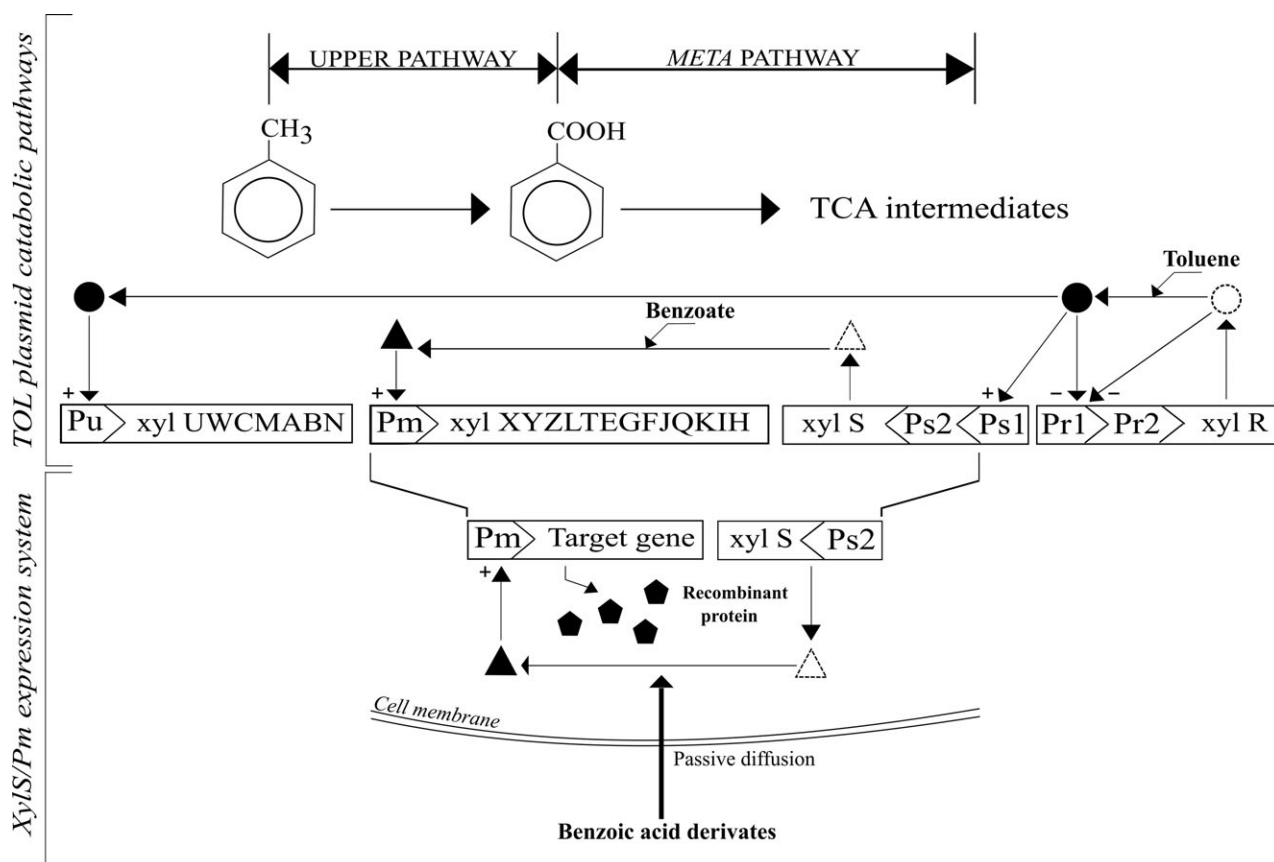 TOL plasmid catabolic pathways
UPPER PATHWAY
META PATHWAY
CH3
COOH
TCA intermediates
Toluene
Benzoate
+
+
+
−
−
Pu
xyl UWCMABN
Pm
xyl XYZLTEGFJQKIH
xyl S
Ps2
Ps1
Pr1
Pr2
xyl R
XylS/Pm expression system
Pm
Target gene
xyl S
Ps2
+
Recombinant
protein
Cell membrane
Passive diffusion
Benzoic acid derivates